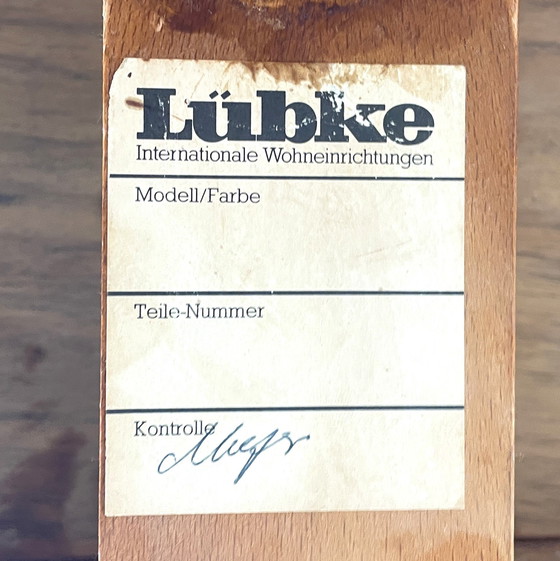 Lübke
Internationale Wohneinrichtungen
Modell/Farbe
Teile-Nummer
Kontrolle